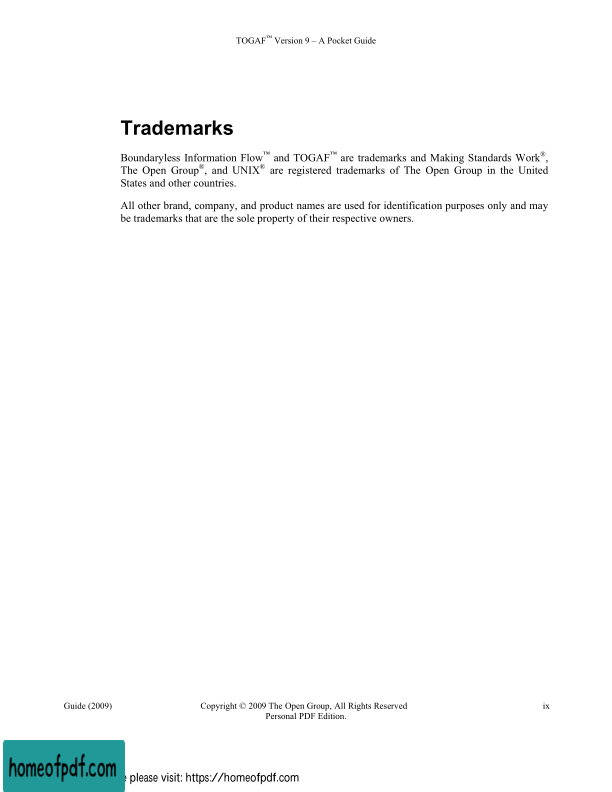 TOGAF™ Version 9 – A Pocket Guide
Trademarks
Boundaryless Information Flow™ and TOGAF™ are trademarks and Making Standards Work®,
The Open Group®, and UNIX® are registered trademarks of The Open Group in the United
States and other countries.
All other brand, company, and product names are used for identification purposes only and may
be trademarks that are the sole property of their respective owners.
Guide (2009) Copyright © 2009 The Open Group, All Rights Reserved ix
Personal PDF Edition.
homeofpdf.com please visit: https://homeofpdf.com